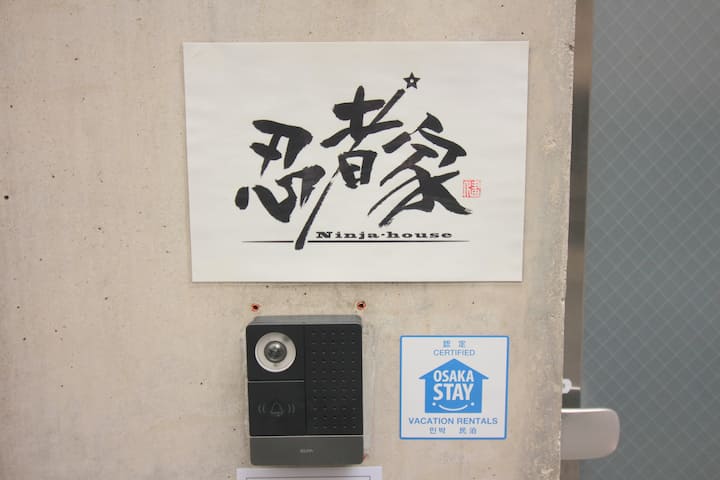 忍者家
Ninja-house
認定
CERTIFIED
OSAKA
STAY
VACATION RENTALS
민박 民泊